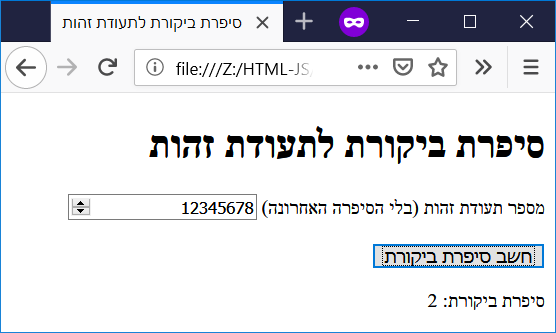 סיפרת ביקורת לתעודת זהות
file:///Z:/HTML-JS/
סיפרת ביקורת לתעודת זהות
מספר תעודת זהות (בלי הסיפרה האחרונה) 12345678
חשב סיפרת ביקורת
סיפרת ביקורת: 2